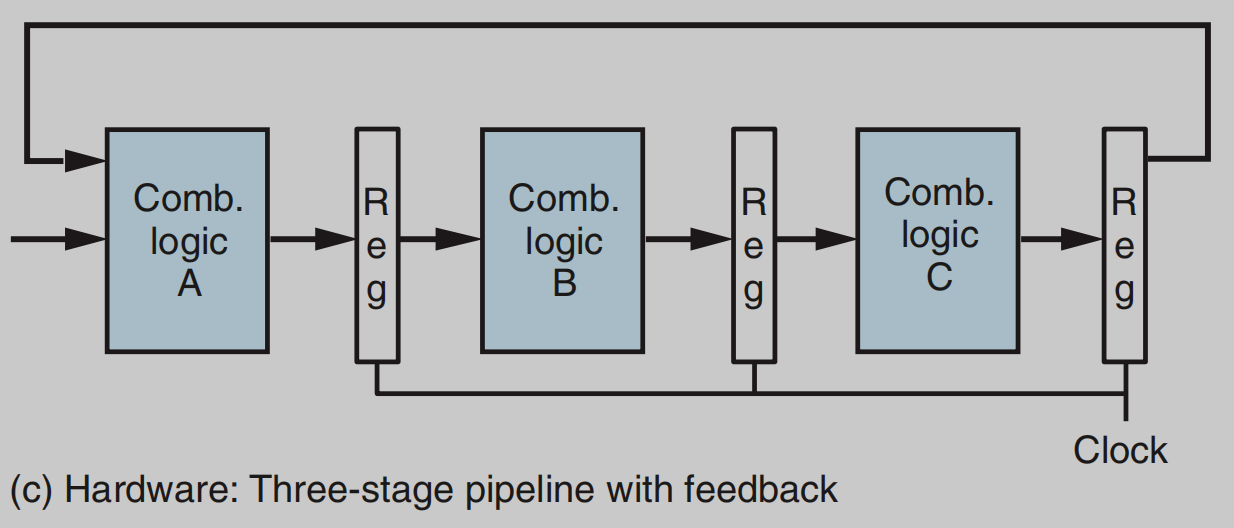 Comb.
logic
A
R
e
g
Comb.
logic
B
R
e
g
Comb.
logic
C
R
e
g
Clock
(c) Hardware: Three-stage pipeline with feedback